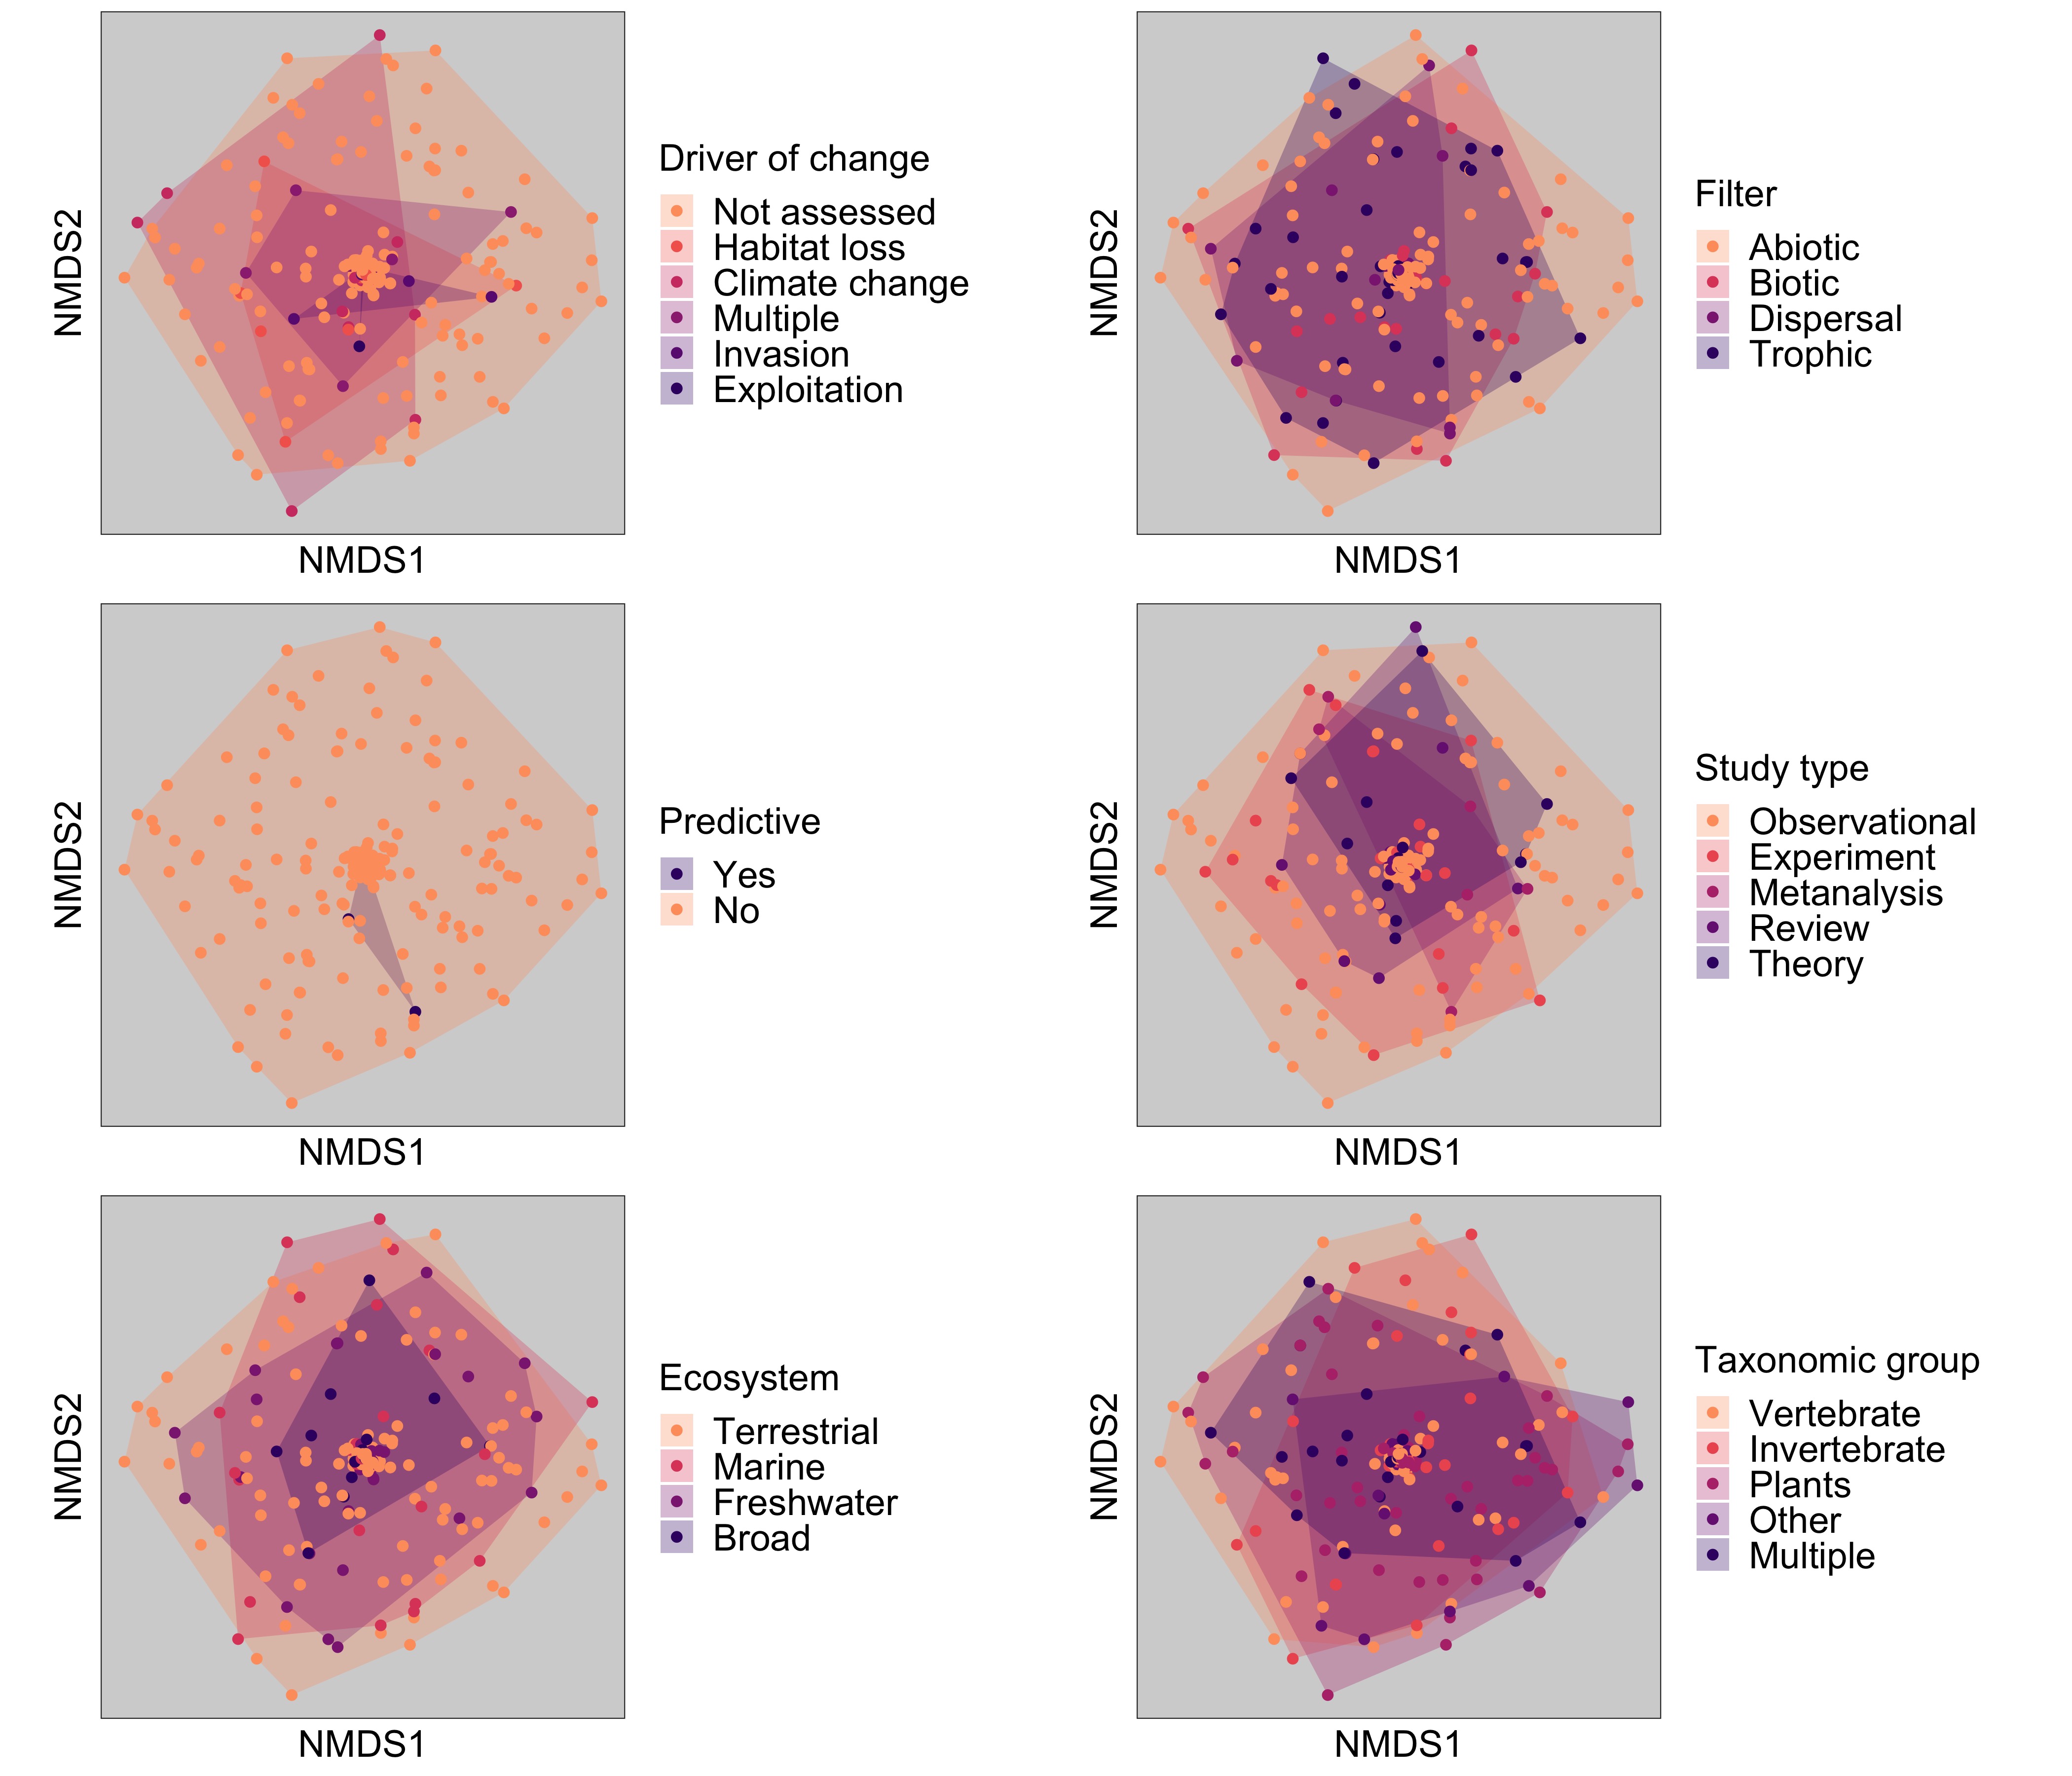 NMDS2
NMDS1
Driver of change
Not assessed
Habitat loss
Climate change
Multiple
Invasion
Exploitation
NMDS2
NMDS1
Filter
Abiotic
Biotic
Dispersal
Trophic
NMDS2
NMDS1
Predictive
Yes
No
NMDS2
NMDS1
Study type
Observational
Experiment
Metanalysis
Review
Theory
NMDS2
NMDS1
Ecosystem
Terrestrial
Marine
Freshwater
Broad
NMDS2
NMDS1
Taxonomic group
Vertebrate
Invertebrate
Plants
Other
Multiple